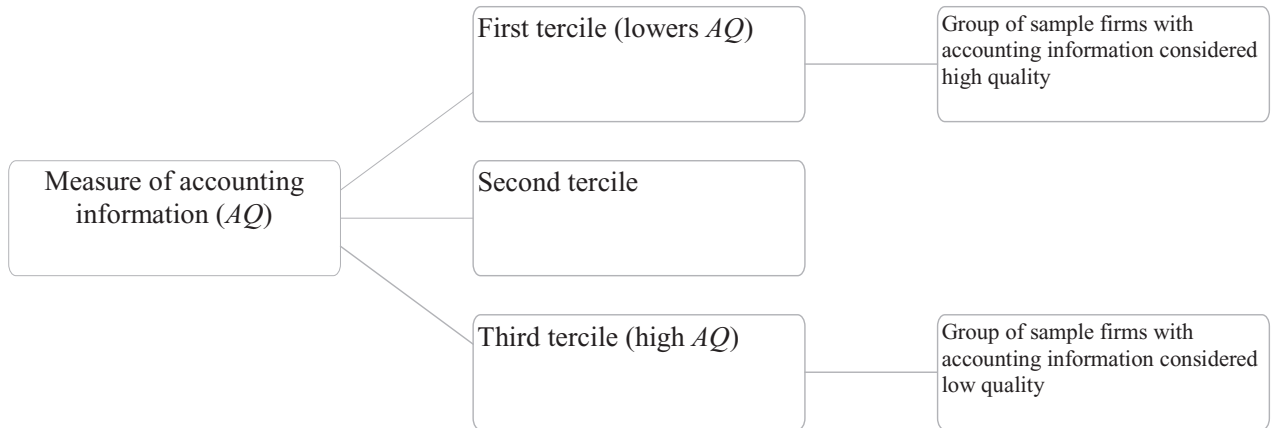 First tercile (lowers AQ)
Group of sample firms with
accounting information considered
high quality
Measure of accounting
information (AQ)
Second tercile
Third tercile (high AQ)
Group of sample firms with
accounting information considered
low quality